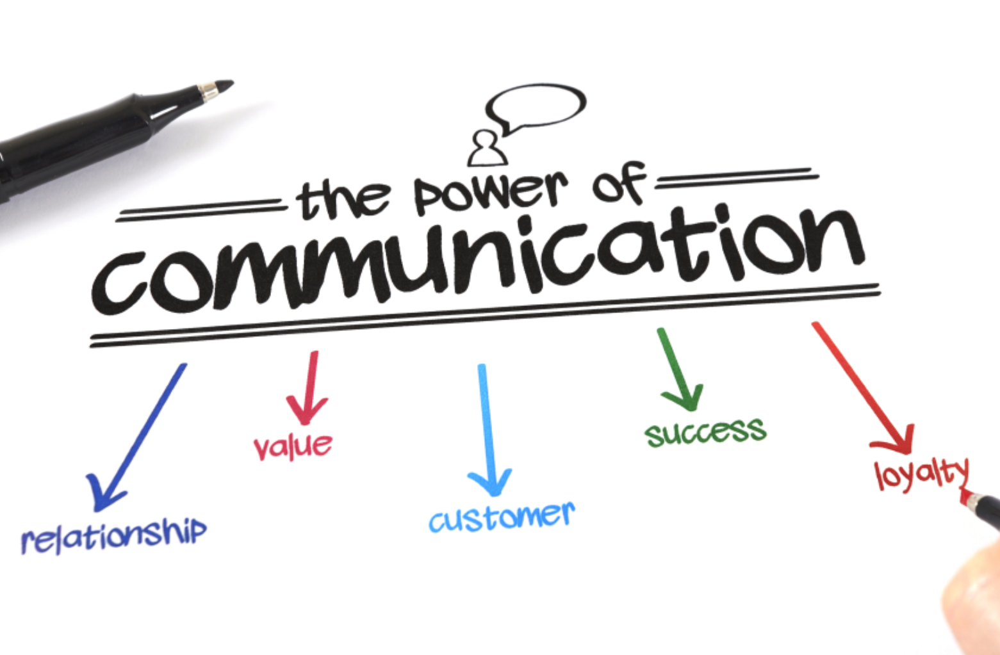 the power of
communication
relationship
value
customer
success
loyalty